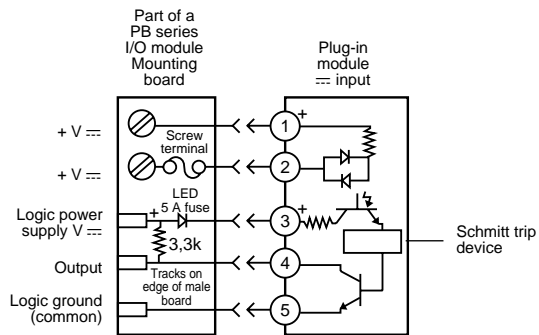 Part of a
PB series
I/O module
Mounting
board
Plug-in
module
⎓ input
+ V ⎓
1
+
Screw
terminal
+ V ⎓
2
LED
5 A fuse
Logic power
supply V ⎓
+
3
+
3,3k
Schmitt trip
device
Output
4
Tracks on
edge of male
board
Logic ground
(common)
5